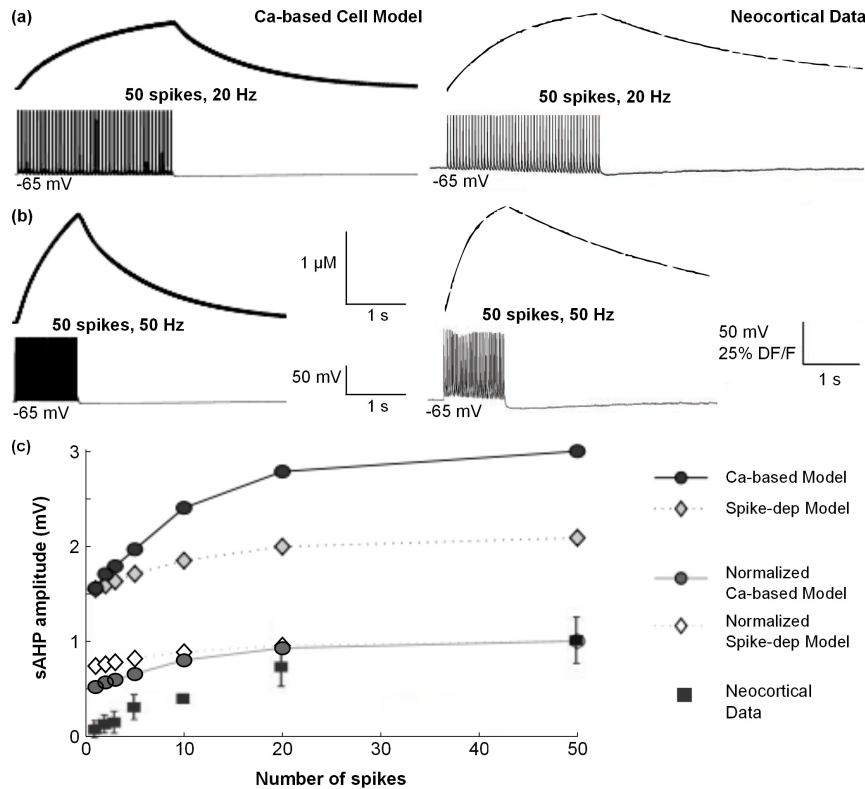 (a) Ca-based Cell Model Neocortical Data
50 spikes, 20 Hz 50 spikes, 20 Hz
-65 mV -65 mV
(b)
1 µM
1 s
50 spikes, 50 Hz 50 spikes, 50 Hz
50 mV
25% DF/F
1 s
50 mV
1 s
-65 mV -65 mV
(c)
sAHP amplitude (mV)
3
2
1
0
0 10 20 30 40 50
Number of spikes
Ca-based Model
Spike-dep Model
Normalized
Ca-based Model
Normalized
Spike-dep Model
Neocortical
Data